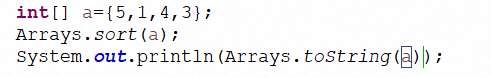 int[] a={5,1,4,3};
Arrays.sort(a);
System.out.println(Arrays.toString(a));